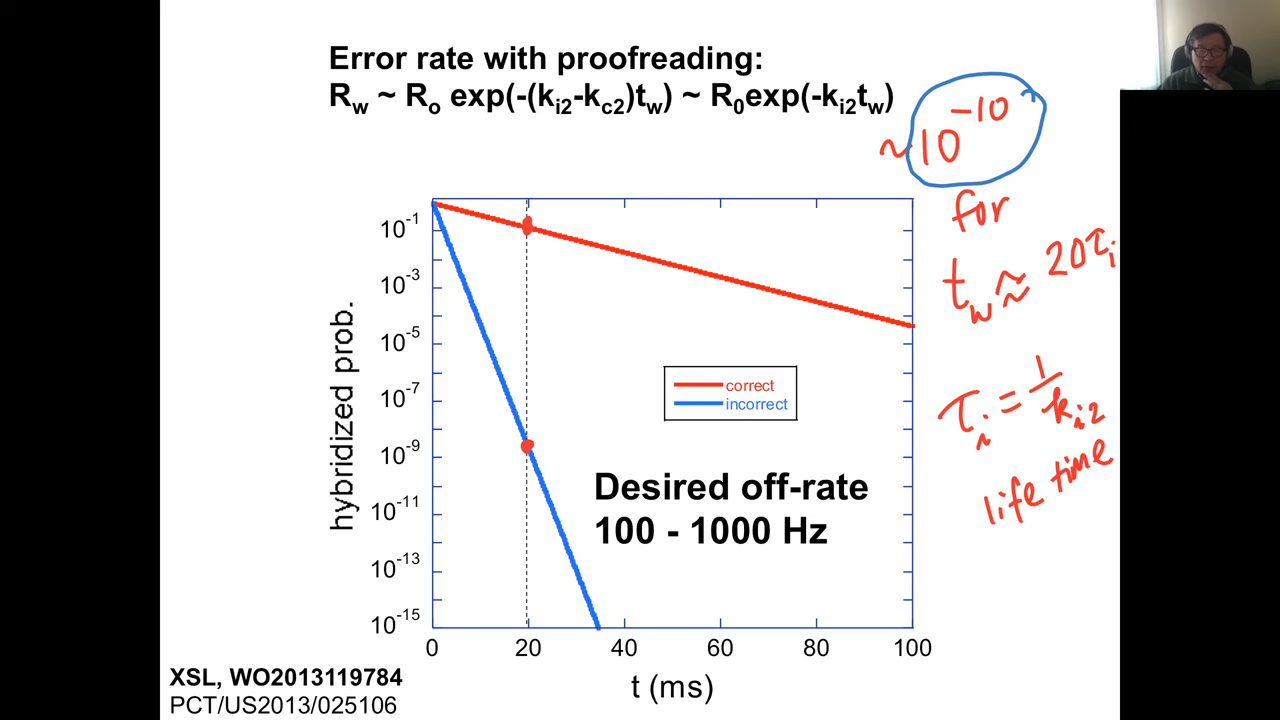 Error rate with proofreading:
Rw ~ Ro exp(-(ki2-kc2)tw) ~ R0exp(-ki2tw)
~10^-10
for
tw ≈ 20τi
τi = 1/ki2
life time
hybridized prob.
10^-1
10^-3
10^-5
10^-7
10^-9
10^-11
10^-13
10^-15
correct
incorrect
Desired off-rate
100 - 1000 Hz
0 20 40 60 80 100
t (ms)
XSL, WO2013119784
PCT/US2013/025106